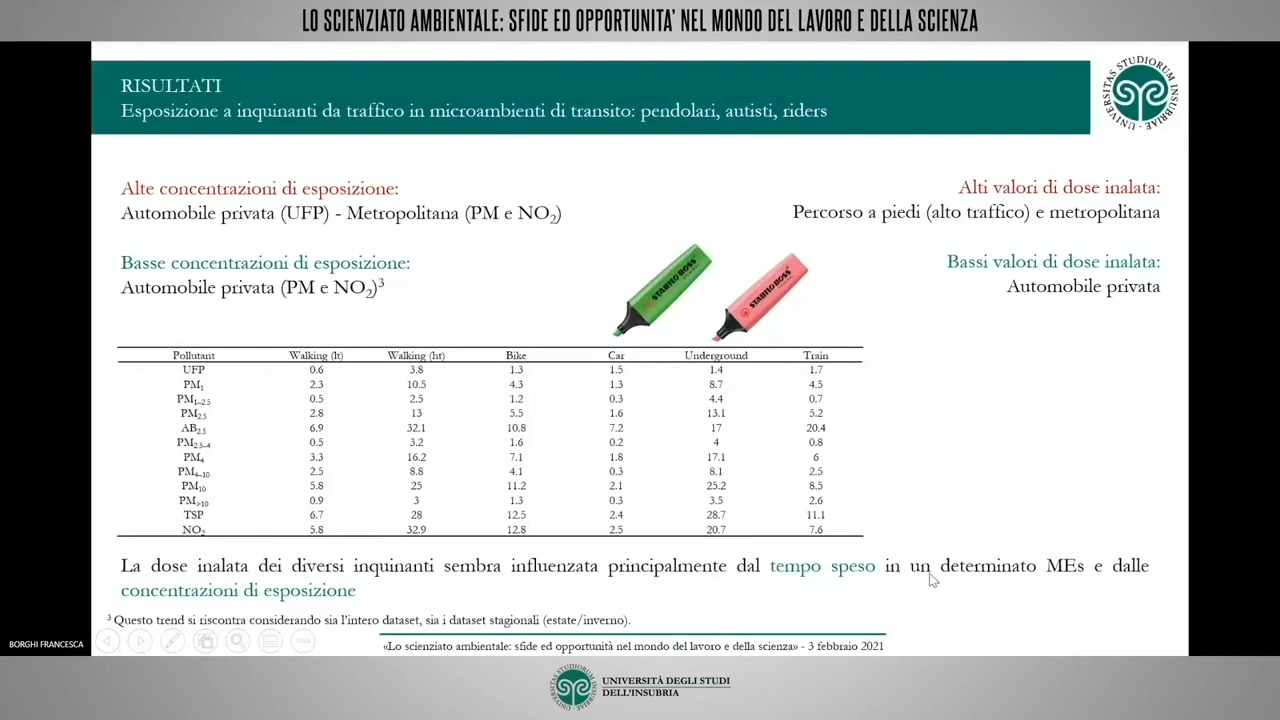 LO SCIENZIATO AMBIENTALE: SFIDE ED OPPORTUNITA' NEL MONDO DEL LAVORO E DELLA SCIENZA
RISULTATI
Esposizione a inquinanti da traffico in microambienti di transito: pendolari, autisti, riders
UNIVERSITAS STUDIORUM INSUBRIAE
Alte concentrazioni di esposizione:
Automobile privata (UFP) - Metropolitana (PM e NO2)
Alti valori di dose inalata:
Percorso a piedi (alto traffico) e metropolitana
Basse concentrazioni di esposizione:
Automobile privata (PM e NO2)3
Bassi valori di dose inalata:
Automobile privata
STABILO BOSS
STABILO BOSS
Pollutant Walking (lt) Walking (ht) Bike Car Underground Train
UFP 0.6 3.8 1.3 1.5 1.4 1.7
PM1 2.3 10.5 4.3 1.3 8.7 4.5
PM1–2.5 0.5 2.5 1.2 0.3 4.4 0.7
PM2.5 2.8 13 5.5 1.6 13.1 5.2
AB2.5 6.9 32.1 10.8 7.2 17 20.4
PM2.5–4 0.5 3.2 1.6 0.2 4 0.8
PM4 3.3 16.2 7.1 1.8 17.1 6
PM4–10 2.5 8.8 4.1 0.3 8.1 2.5
PM10 5.8 25 11.2 2.1 25.2 8.5
PM>10 0.9 3 1.3 0.3 3.5 2.6
TSP 6.7 28 12.5 2.4 28.7 11.1
NO2 5.8 32.9 12.8 2.5 20.7 7.6
La dose inalata dei diversi inquinanti sembra influenzata principalmente dal tempo speso in un determinato MEs e dalle
concentrazioni di esposizione
3 Questo trend si riscontra considerando sia l'intero dataset, sia i dataset stagionali (estate/inverno).
BORGHI FRANCESCA
«Lo scienziato ambientale: sfide ed opportunità nel mondo del lavoro e della scienza» - 3 febbraio 2021
UNIVERSITÀ DEGLI STUDI
DELL'INSUBRIA